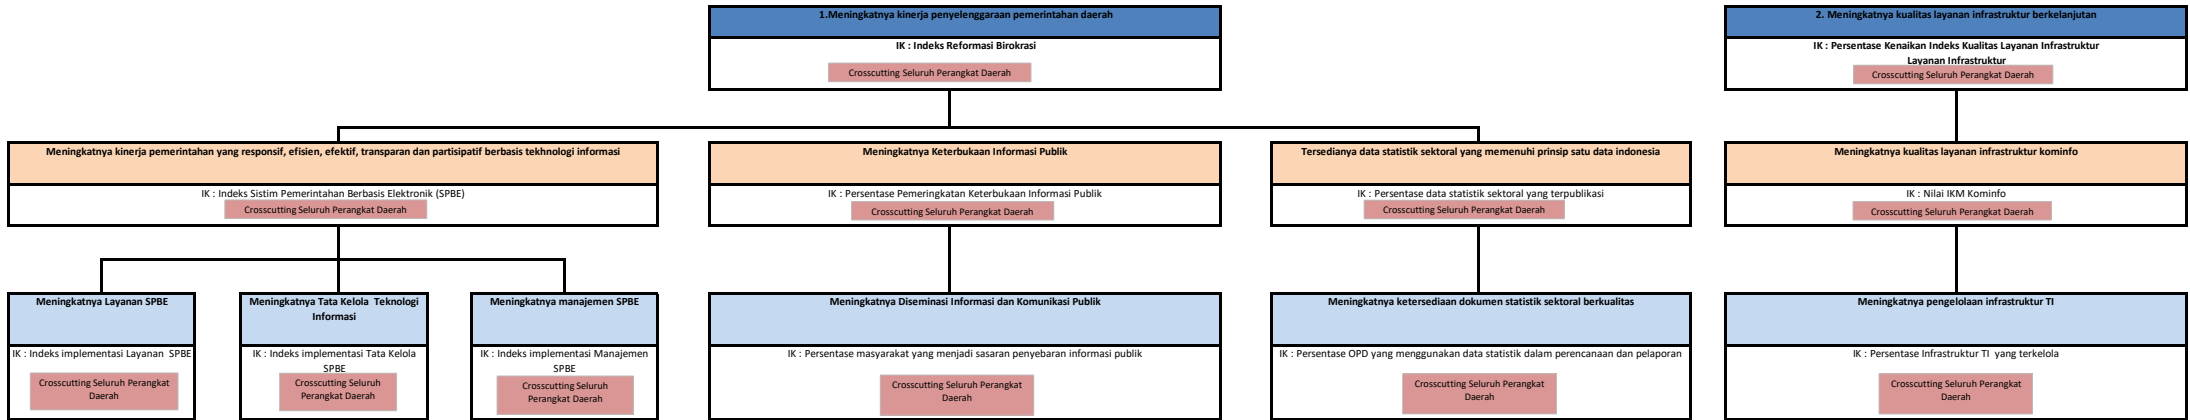 1.Meningkatnya kinerja penyelenggaraan pemerintahan daerah
IK : Indeks Reformasi Birokrasi
Crosscutting Seluruh Perangkat Daerah
2. Meningkatnya kualitas layanan infrastruktur berkelanjutan
IK : Persentase Kenaikan Indeks Kualitas Layanan Infrastruktur
Layanan Infrastruktur
Crosscutting Seluruh Perangkat Daerah
Meningkatnya kinerja pemerintahan yang responsif, efisien, efektif, transparan dan partisipatif berbasis tekhnologi informasi
IK : Indeks Sistim Pemerintahan Berbasis Elektronik (SPBE)
Crosscutting Seluruh Perangkat Daerah
Meningkatnya Keterbukaan Informasi Publik
IK : Persentase Pemeringkatan Keterbukaan Informasi Publik
Crosscutting Seluruh Perangkat Daerah
Tersedianya data statistik sektoral yang memenuhi prinsip satu data indonesia
IK : Persentase data statistik sektoral yang terpublikasi
Crosscutting Seluruh Perangkat Daerah
Meningkatnya kualitas layanan infrastruktur kominfo
IK : Nilai IKM Kominfo
Crosscutting Seluruh Perangkat Daerah
Meningkatnya Layanan SPBE
IK : Indeks implementasi Layanan  SPBE
Crosscutting Seluruh Perangkat
Daerah
Meningkatnya Tata Kelola  Teknologi
Informasi
IK : Indeks implementasi Tata Kelola
SPBE
Crosscutting Seluruh
Perangkat Daerah
Meningkatnya manajemen SPBE
IK : Indeks implementasi Manajemen
SPBE
Crosscutting Seluruh
Perangkat Daerah
Meningkatnya Diseminasi Informasi dan Komunikasi Publik
IK : Persentase masyarakat yang menjadi sasaran penyebaran informasi publik
Crosscutting Seluruh Perangkat
Daerah
Meningkatnya ketersediaan dokumen statistik sektoral berkualitas
IK : Persentase OPD yang menggunakan data statistik dalam perencanaan dan pelaporan
Crosscutting Seluruh Perangkat
Daerah
Meningkatnya pengelolaan infrastruktur TI
IK : Persentase Infrastruktur TI  yang terkelola
Crosscutting Seluruh Perangkat
Daerah